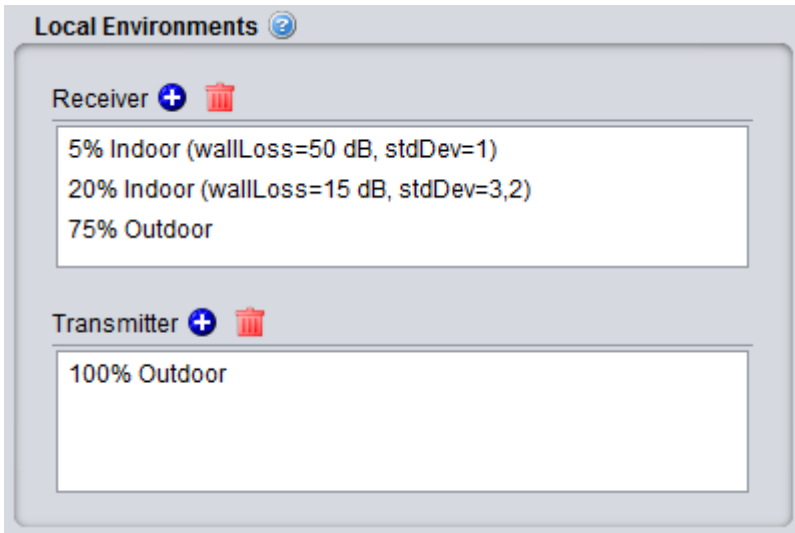 Local Environments
Receiver
5% Indoor (wallLoss=50 dB, stdDev=1)
20% Indoor (wallLoss=15 dB, stdDev=3,2)
75% Outdoor
Transmitter
100% Outdoor